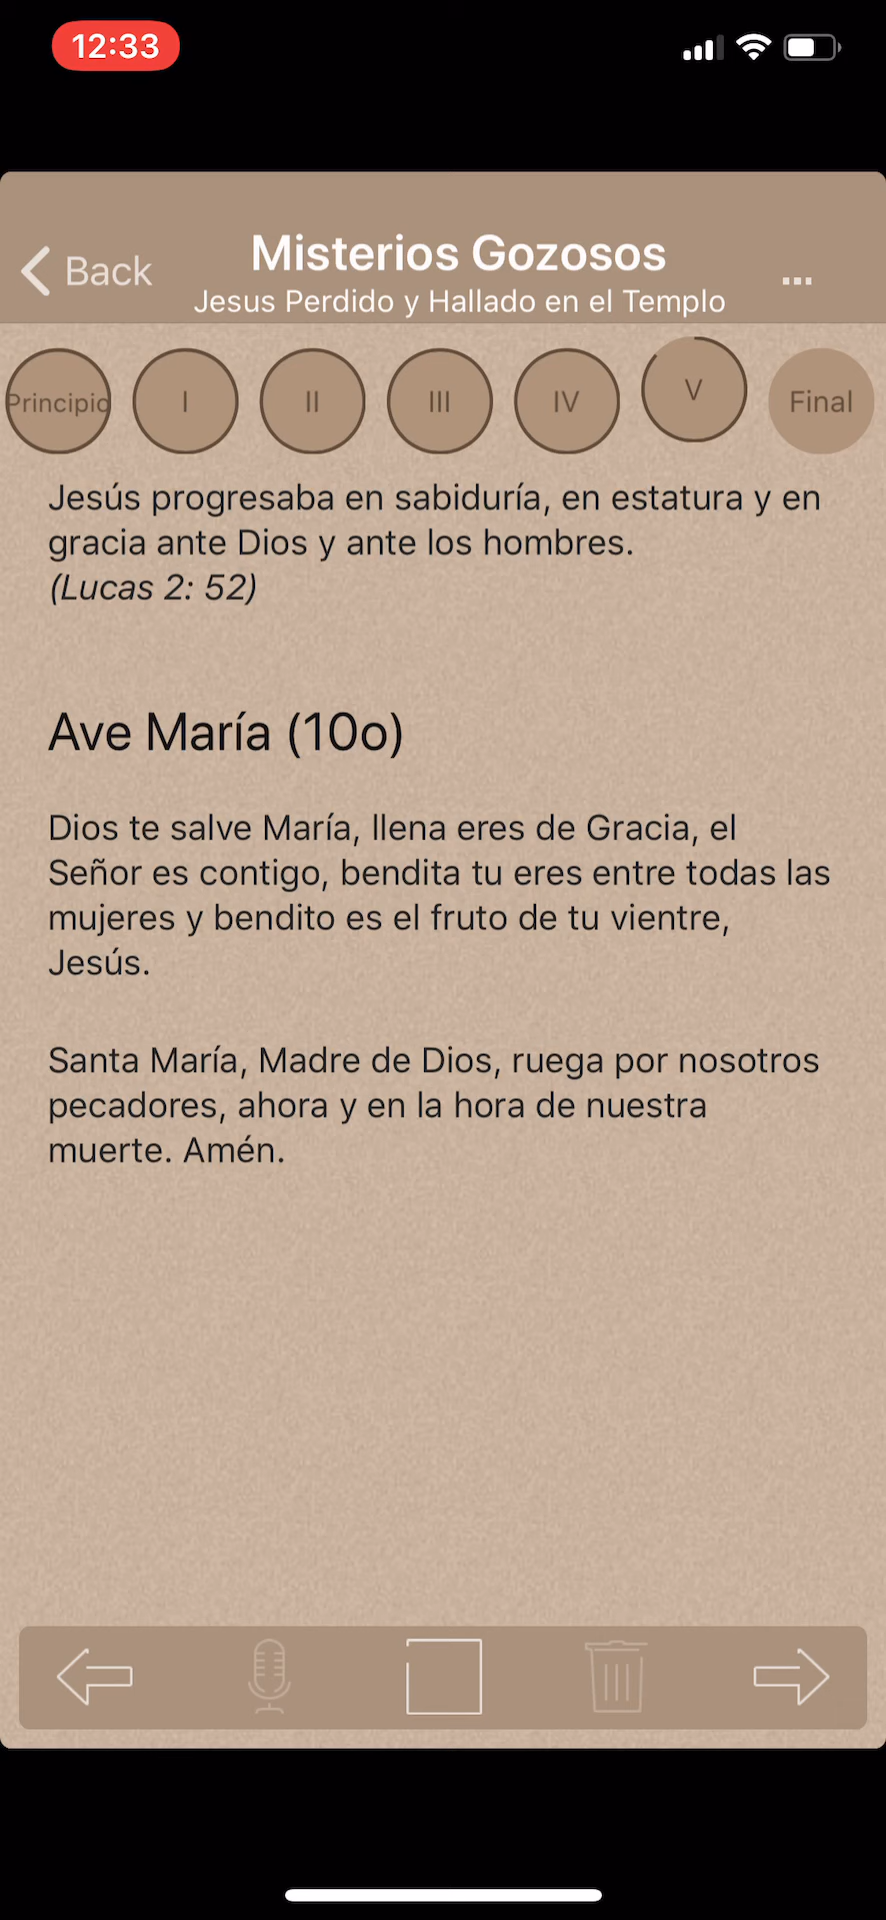 12:33
Back
Misterios Gozosos
...
Jesus Perdido y Hallado en el Templo
Principio
I
II
III
IV
V
Final
Jesús progresaba en sabiduría, en estatura y en
gracia ante Dios y ante los hombres.
(Lucas 2: 52)
Ave María (10o)
Dios te salve María, llena eres de Gracia, el
Señor es contigo, bendita tu eres entre todas las
mujeres y bendito es el fruto de tu vientre,
Jesús.
Santa María, Madre de Dios, ruega por nosotros
pecadores, ahora y en la hora de nuestra
muerte. Amén.